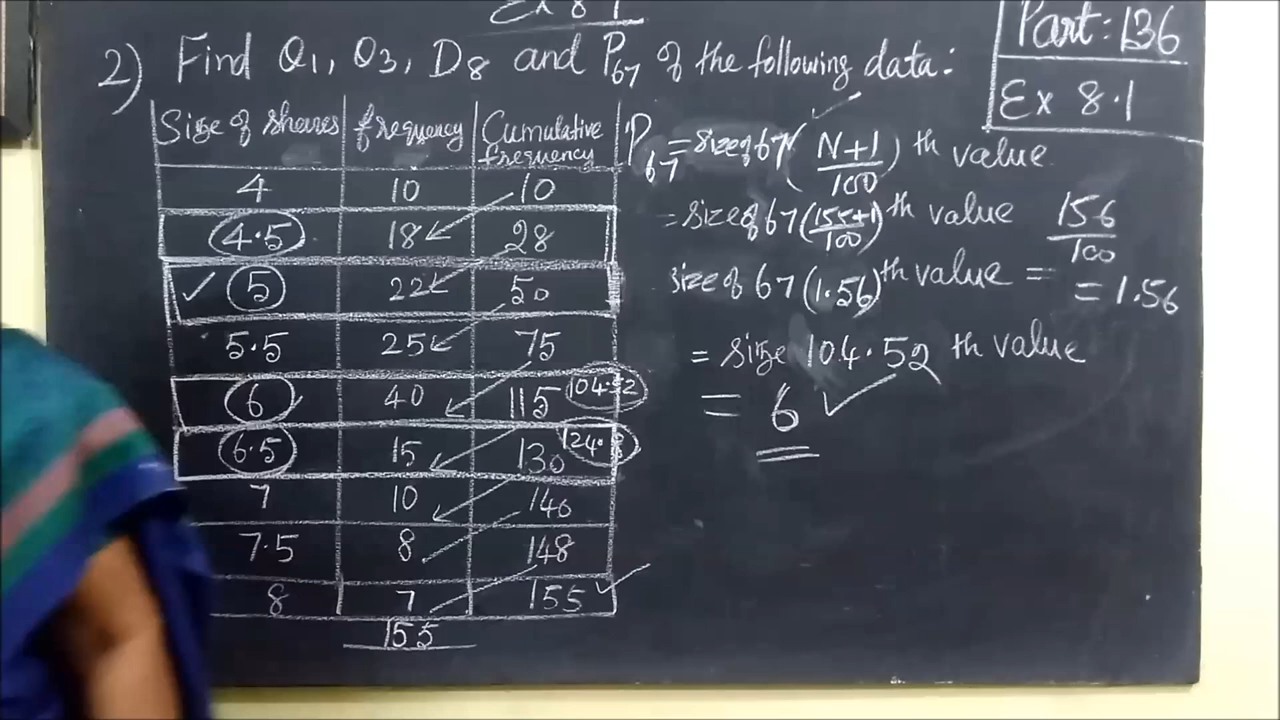 Ex 8.1
Part: 136
Ex 8.1
2) Find Q1, Q3, D8 and P67 of the following data:
Size of shares frequency Cumulative frequency
4 10 10
4.5 18 28
5 22 50
5.5 25 75
6 40 115 104.52
6.5 15 130 124.8
7 10 140
7.5 8 148
8 7 155
155
P67 = size of 67 (N+1/100) th value
= size of 67 (155+1/100) th value 156/100
size of 67 (1.56) th value = = 1.56
= size 104.52 th value
= 6